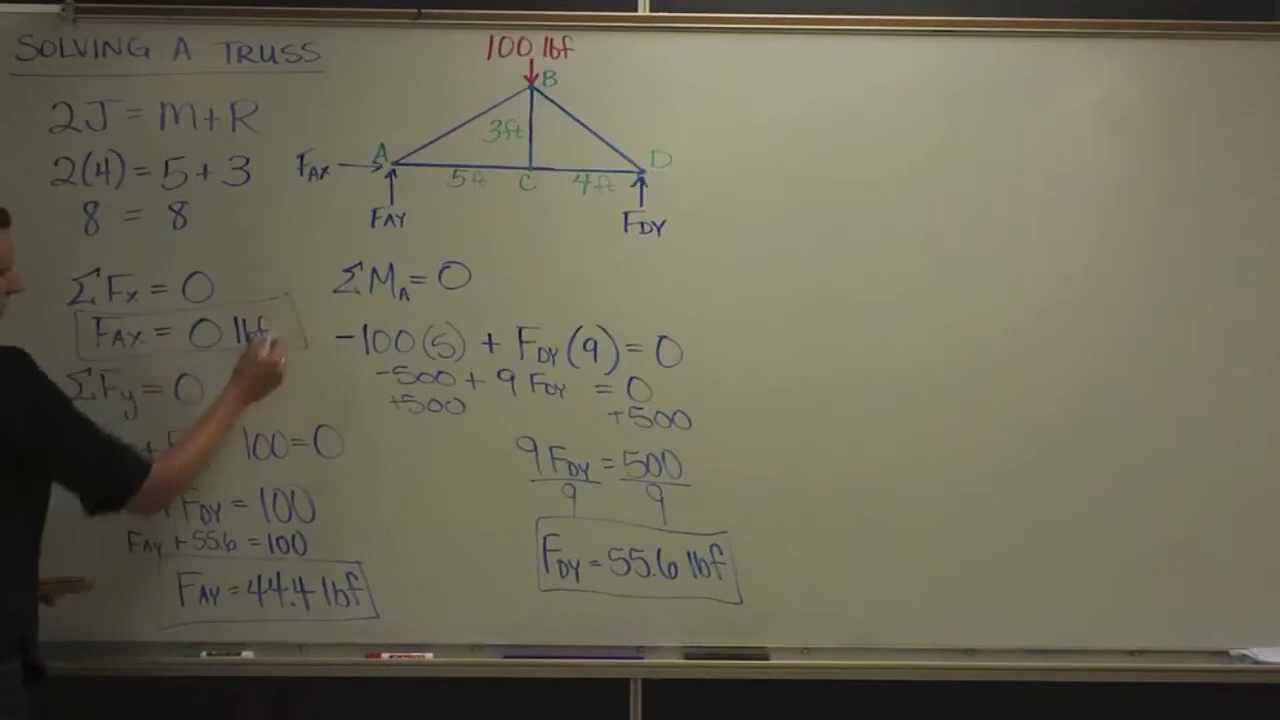 SOLVING A TRUSS
2J = M+R
2(4) = 5 + 3
8 = 8
100 lbf
B
3ft
A
FAX
5ft
C
4ft
D
FAY
FDY
ΣFx = 0
FAX = 0 lbf
ΣFy = 0
100=0
FDY = 100
FAY + 55.6 = 100
FAY = 44.4 lbf
ΣMA = 0
-100(5) + FDY(9) = 0
-500 + 9 FDY = 0
+500 +500
9 FDY = 500
9 9
FDY = 55.6 lbf